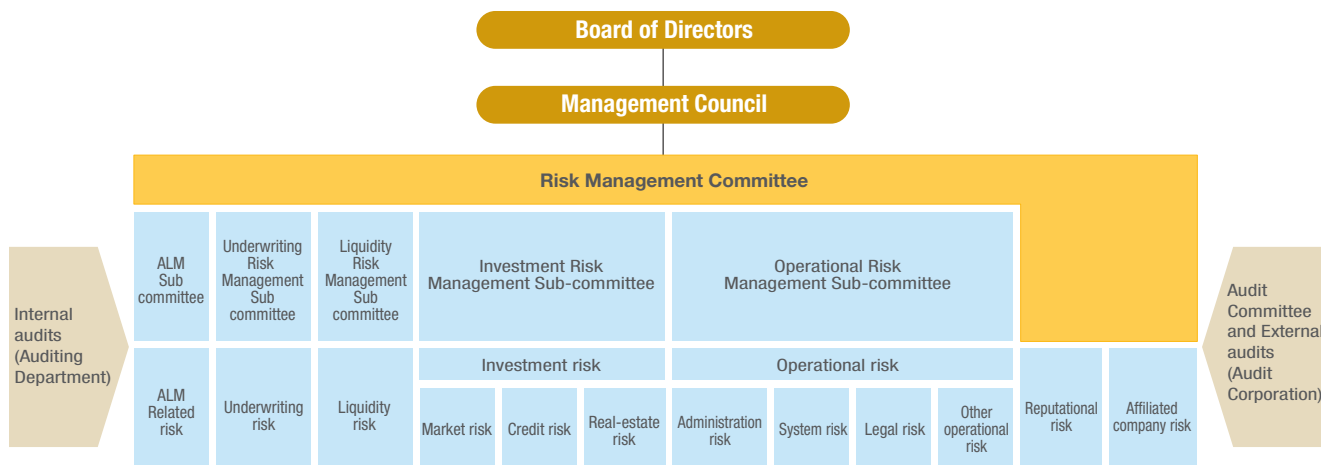 Board of Directors
Management Council
Risk Management Committee
ALM
Sub
committee
Underwriting
Risk
Management
Sub
committee
Liquidity
Risk
Management
Sub
committee
Investment Risk
Management Sub-committee
Operational Risk
Management Sub-committee
Internal
audits
(Auditing
Department)
Audit
Committee
and External
audits
(Audit
Corporation)
ALM
Related
risk
Underwriting
risk
Liquidity
risk
Investment risk
Market risk
Credit risk
Real-estate
risk
Operational risk
Administration
risk
System risk
Legal risk
Other
operational
risk
Reputational
risk
Affiliated
company risk